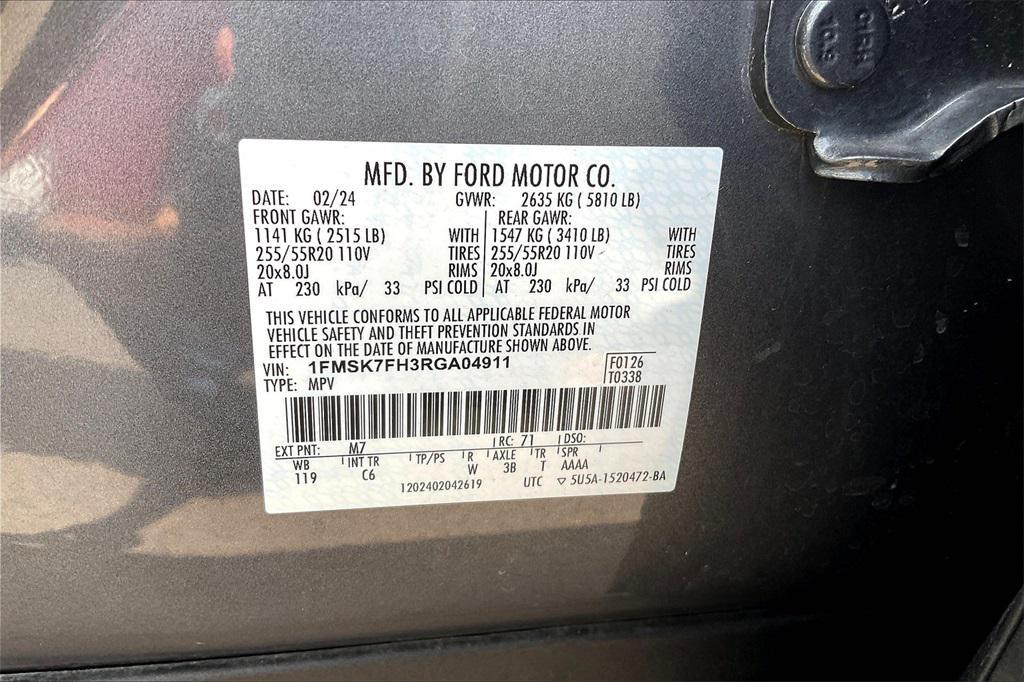 MFD. BY FORD MOTOR CO.
DATE: 02/24 GVWR: 2635 KG ( 5810 LB)
FRONT GAWR: REAR GAWR:
1141 KG ( 2515 LB) WITH 1547 KG ( 3410 LB) WITH
255/55R20 110V TIRES 255/55R20 110V TIRES
20x8.0J RIMS 20x8.0J RIMS
AT 230 kPa/ 33 PSI COLD AT 230 kPa/ 33 PSI COLD
THIS VEHICLE CONFORMS TO ALL APPLICABLE FEDERAL MOTOR
VEHICLE SAFETY AND THEFT PREVENTION STANDARDS IN
EFFECT ON THE DATE OF MANUFACTURE SHOWN ABOVE.
VIN: 1FMSK7FH3RGA04911 F0126
TYPE: MPV T0338
EXT PNT: M7 RC: 71 DSO:
WB INT TR TP/PS R AXLE TR SPR
119 C6 W 3B T AAAA
1202402042619 UTC ▽ 5U5A-1520472-BA
10.9